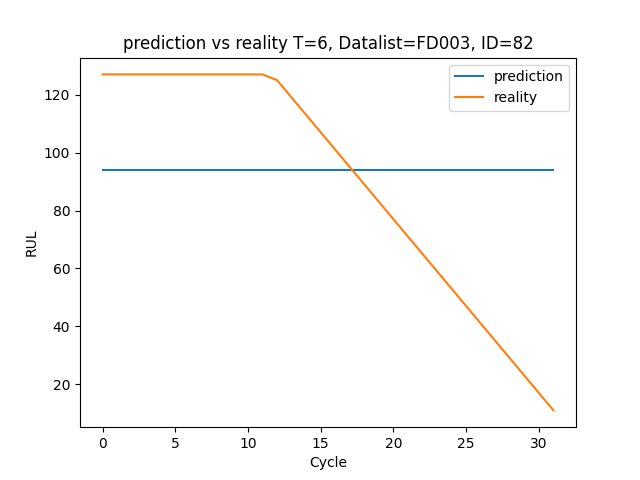 prediction vs reality T=6, Datalist=FD003, ID=82
prediction
reality
120
100
80
60
40
20
RUL
0 5 10 15 20 25 30
Cycle